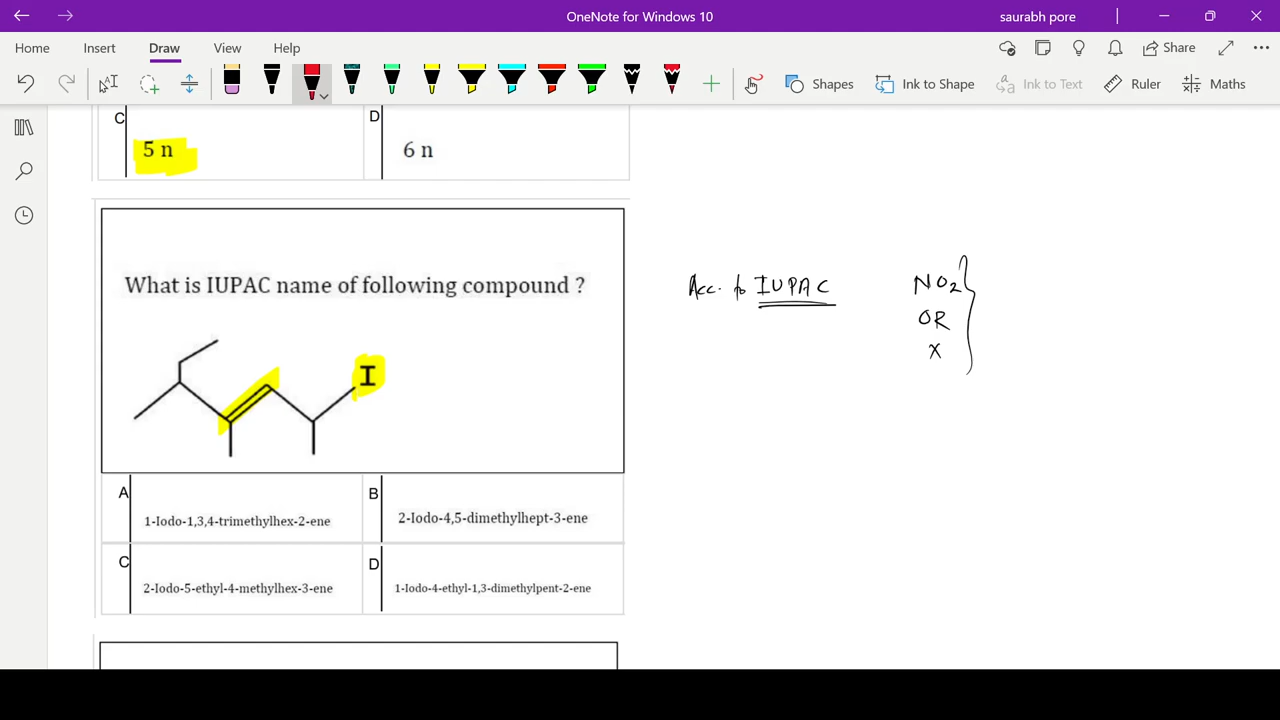 OneNote for Windows 10
saurabh pore
Home Insert Draw View Help
Share
Shapes Ink to Shape Ink to Text Ruler Maths
C D
5 n 6 n
What is IUPAC name of following compound ?
I
A 1-Iodo-1,3,4-trimethylhex-2-ene
B 2-Iodo-4,5-dimethylhept-3-ene
C 2-Iodo-5-ethyl-4-methylhex-3-ene
D 1-Iodo-4-ethyl-1,3-dimethylpent-2-ene
Acc. to IUPAC
NO2
OR
X